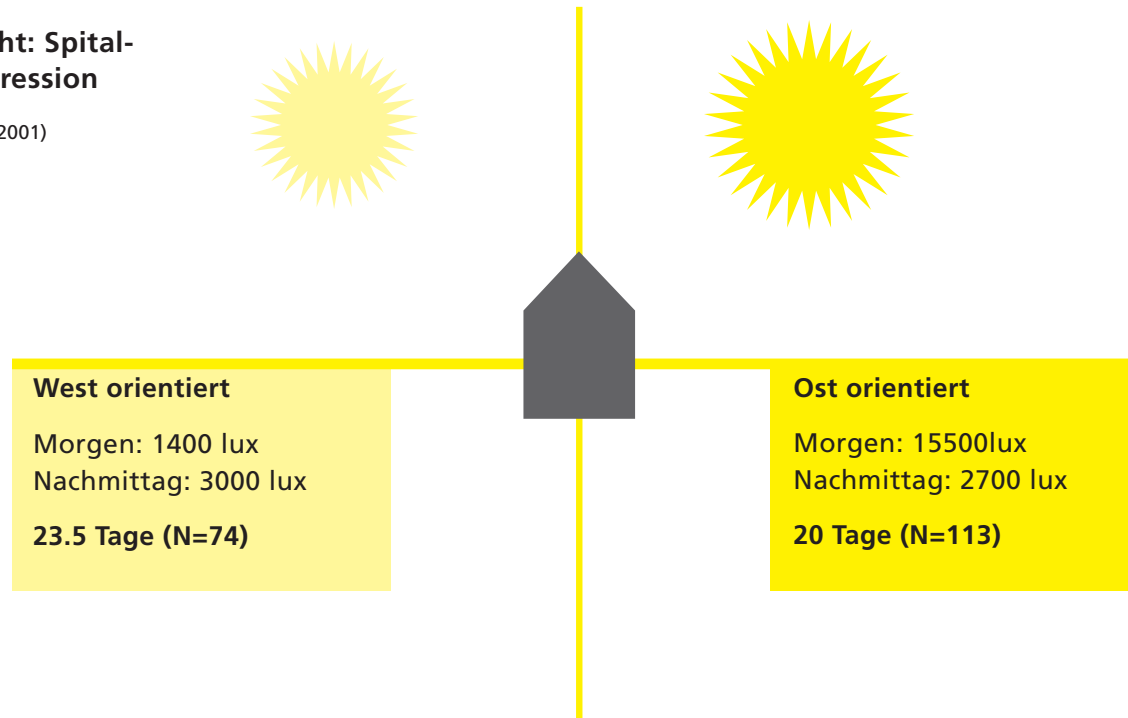 ht: Spital-
ression
2001)
West orientiert
Morgen: 1400 lux
Nachmittag: 3000 lux
23.5 Tage (N=74)
Ost orientiert
Morgen: 15500lux
Nachmittag: 2700 lux
20 Tage (N=113)